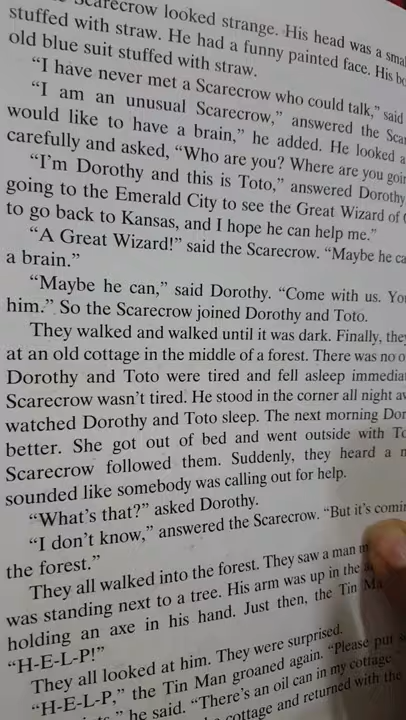 Scarecrow looked strange. His head was a
stuffed with straw. He had a funny painted face. His
old blue suit stuffed with straw.
“I have never met a Scarecrow who could talk,” said
“I am an unusual Scarecrow,” answered the
would like to have a brain,” he added. He looked
carefully and asked, “Who are you? Where are you
“I’m Dorothy and this is Toto,” answered Dorothy
going to the Emerald City to see the Great Wizard of
to go back to Kansas, and I hope he can help me.”
“A Great Wizard!” said the Scarecrow. “Maybe he
a brain.”
“Maybe he can,” said Dorothy. “Come with us.
him.” So the Scarecrow joined Dorothy and Toto.
They walked and walked until it was dark. Finally,
at an old cottage in the middle of a forest. There was no
Dorothy and Toto were tired and fell asleep
Scarecrow wasn’t tired. He stood in the corner all night
watched Dorothy and Toto sleep. The next morning
better. She got out of bed and went outside with
Scarecrow followed them. Suddenly, they heard a
sounded like somebody was calling out for help.
“What’s that?” asked Dorothy.
“I don’t know,” answered the Scarecrow. “But it’s
the forest.”
They all walked into the forest. They saw a man
was standing next to a tree. His arm was up in the
holding an axe in his hand. Just then, the Tin
“H-E-L-P!”
They all looked at him. They were surprised.
“H-E-L-P,” the Tin Man groaned again. “Please put
he said. “There’s an oil can in my cottage
cottage and returned with the